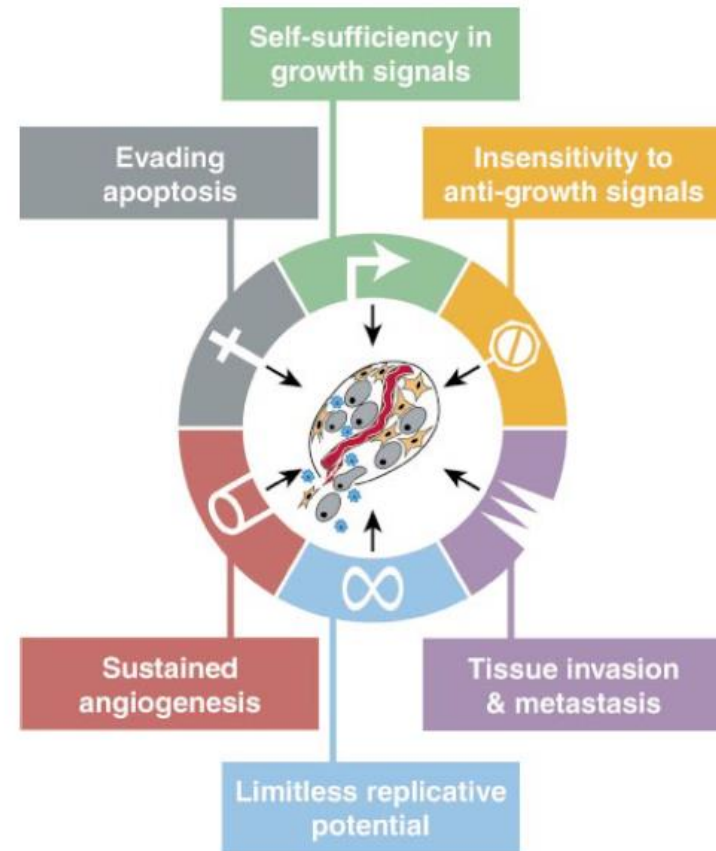 Self-sufficiency in
growth signals
Evading
apoptosis
Insensitivity to
anti-growth signals
Sustained
angiogenesis
Tissue invasion
& metastasis
Limitless replicative
potential